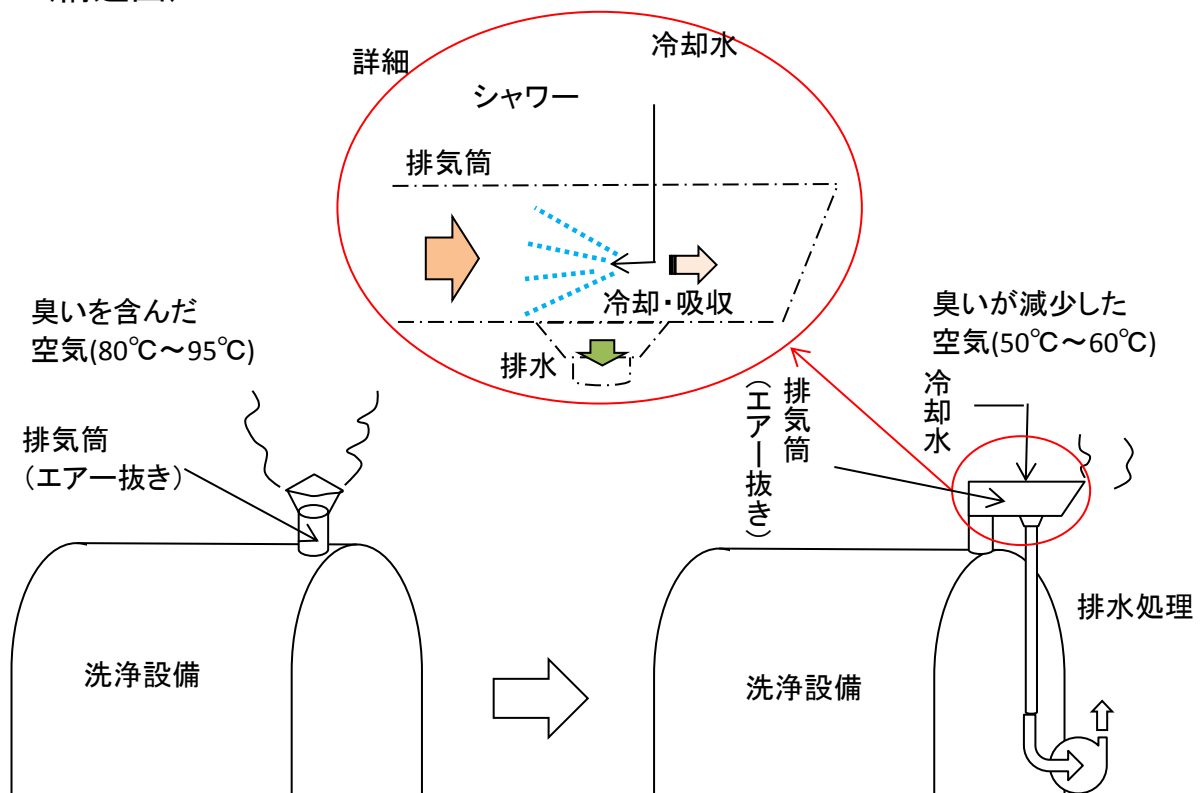 詳細
冷却水
シャワー
排気筒
冷却・吸収
排水
臭いを含んだ
空気(80℃～95℃)
排気筒
(エアー抜き)
洗浄設備
臭いが減少した
空気(50℃～60℃)
冷却水
排気筒
(エアー抜き)
排水処理
洗浄設備